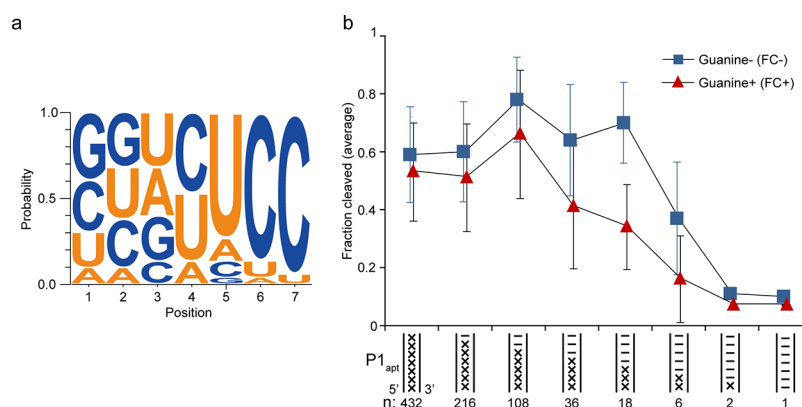 a
b
Guanine- (FC-)
Guanine+ (FC+)
Probability
1.0
0.5
0.0
G G U C U C C
C U A U A U U
U C G A C A
A A C G
1 2 3 4 5 6 7
Position
Fraction cleaved (average)
1
0.8
0.6
0.4
0.2
0
P1apt
5' 3'
n: 432 216 108 36 18 6 2 1